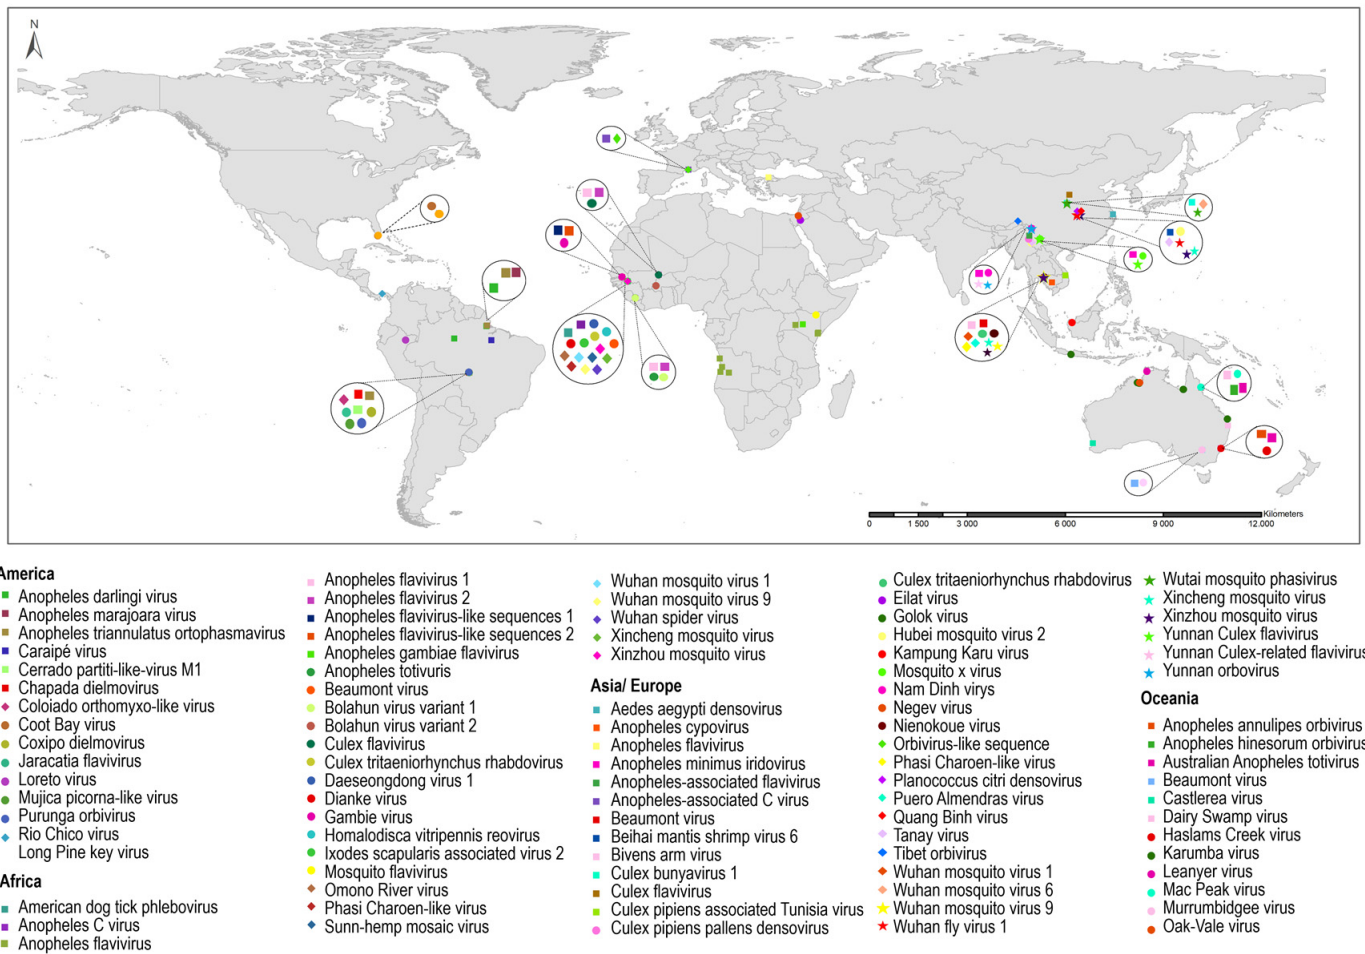 N
Kilometers
0 1 500 3 000 6 000 9 000 12.000
America
Anopheles darlingi virus
Anopheles marajoara virus
Anopheles triannulatus ortophasmavirus
Caraipé virus
Cerrado partiti-like-virus M1
Chapada dielmovirus
Coloiado orthomyxo-like virus
Coot Bay virus
Coxipo dielmovirus
Jaracatia flavivirus
Loreto virus
Mujica picorna-like virus
Purunga orbivirus
Rio Chico virus
Long Pine key virus
Africa
American dog tick phlebovirus
Anopheles C virus
Anopheles flavivirus
Anopheles flavivirus 1
Anopheles flavivirus 2
Anopheles flavivirus-like sequences 1
Anopheles flavivirus-like sequences 2
Anopheles gambiae flavivirus
Anopheles totivuris
Beaumont virus
Bolahun virus variant 1
Bolahun virus variant 2
Culex flavivirus
Culex tritaeniorhynchus rhabdovirus
Daeseongdong virus 1
Dianke virus
Gambie virus
Homalodisca vitripennis reovirus
Ixodes scapularis associated virus 2
Mosquito flavivirus
Omono River virus
Phasi Charoen-like virus
Sunn-hemp mosaic virus
Wuhan mosquito virus 1
Wuhan mosquito virus 9
Wuhan spider virus
Xincheng mosquito virus
Xinzhou mosquito virus
Asia/ Europe
Aedes aegypti densovirus
Anopheles cypovirus
Anopheles flavivirus
Anopheles minimus iridovirus
Anopheles-associated flavivirus
Anopheles-associated C virus
Beaumont virus
Beihai mantis shrimp virus 6
Bivens arm virus
Culex bunyavirus 1
Culex flavivirus
Culex pipiens associated Tunisia virus
Culex pipiens pallens densovirus
Culex tritaeniorhynchus rhabdovirus
Eilat virus
Golok virus
Hubei mosquito virus 2
Kampung Karu virus
Mosquito x virus
Nam Dinh virys
Negev virus
Nienokoue virus
Orbivirus-like sequence
Phasi Charoen-like virus
Planococcus citri densovirus
Puero Almendras virus
Quang Binh virus
Tanay virus
Tibet orbivirus
Wuhan mosquito virus 1
Wuhan mosquito virus 6
Wuhan mosquito virus 9
Wuhan fly virus 1
Wutai mosquito phasivirus
Xincheng mosquito virus
Xinzhou mosquito virus
Yunnan Culex flavivirus
Yunnan Culex-related flavivirus
Yunnan orbovirus
Oceania
Anopheles annulipes orbivirus
Anopheles hinesorum orbivirus
Australian Anopheles totivirus
Beaumont virus
Castlerea virus
Dairy Swamp virus
Haslams Creek virus
Karumba virus
Leanyer virus
Mac Peak virus
Murrumbidgee virus
Oak-Vale virus